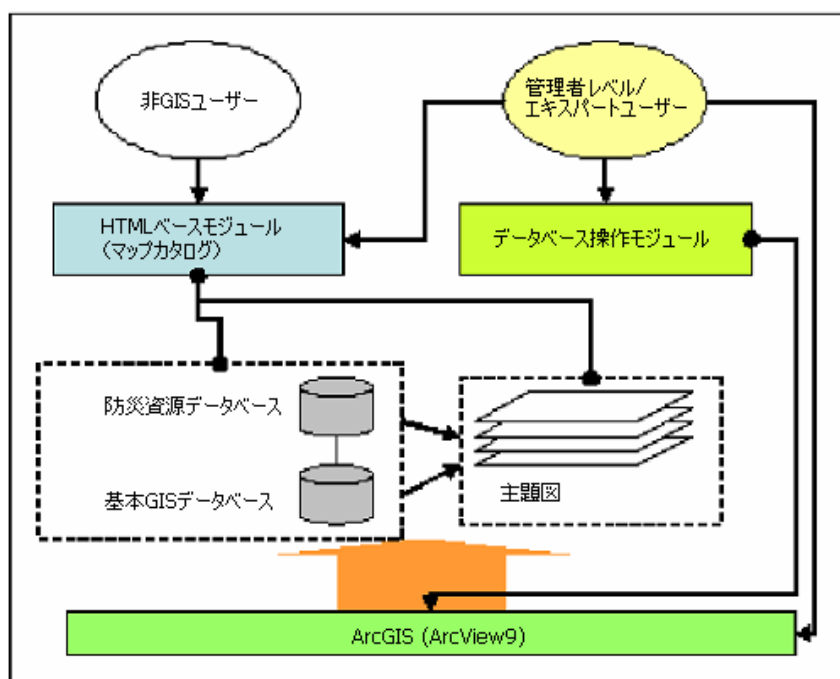 非GISユーザー
管理者レベル/
エキスパートユーザー
HTMLベースモジュール
(マップカタログ)
データベース操作モジュール
防災資源データベース
基本GISデータベース
主題図
ArcGIS (ArcView9)